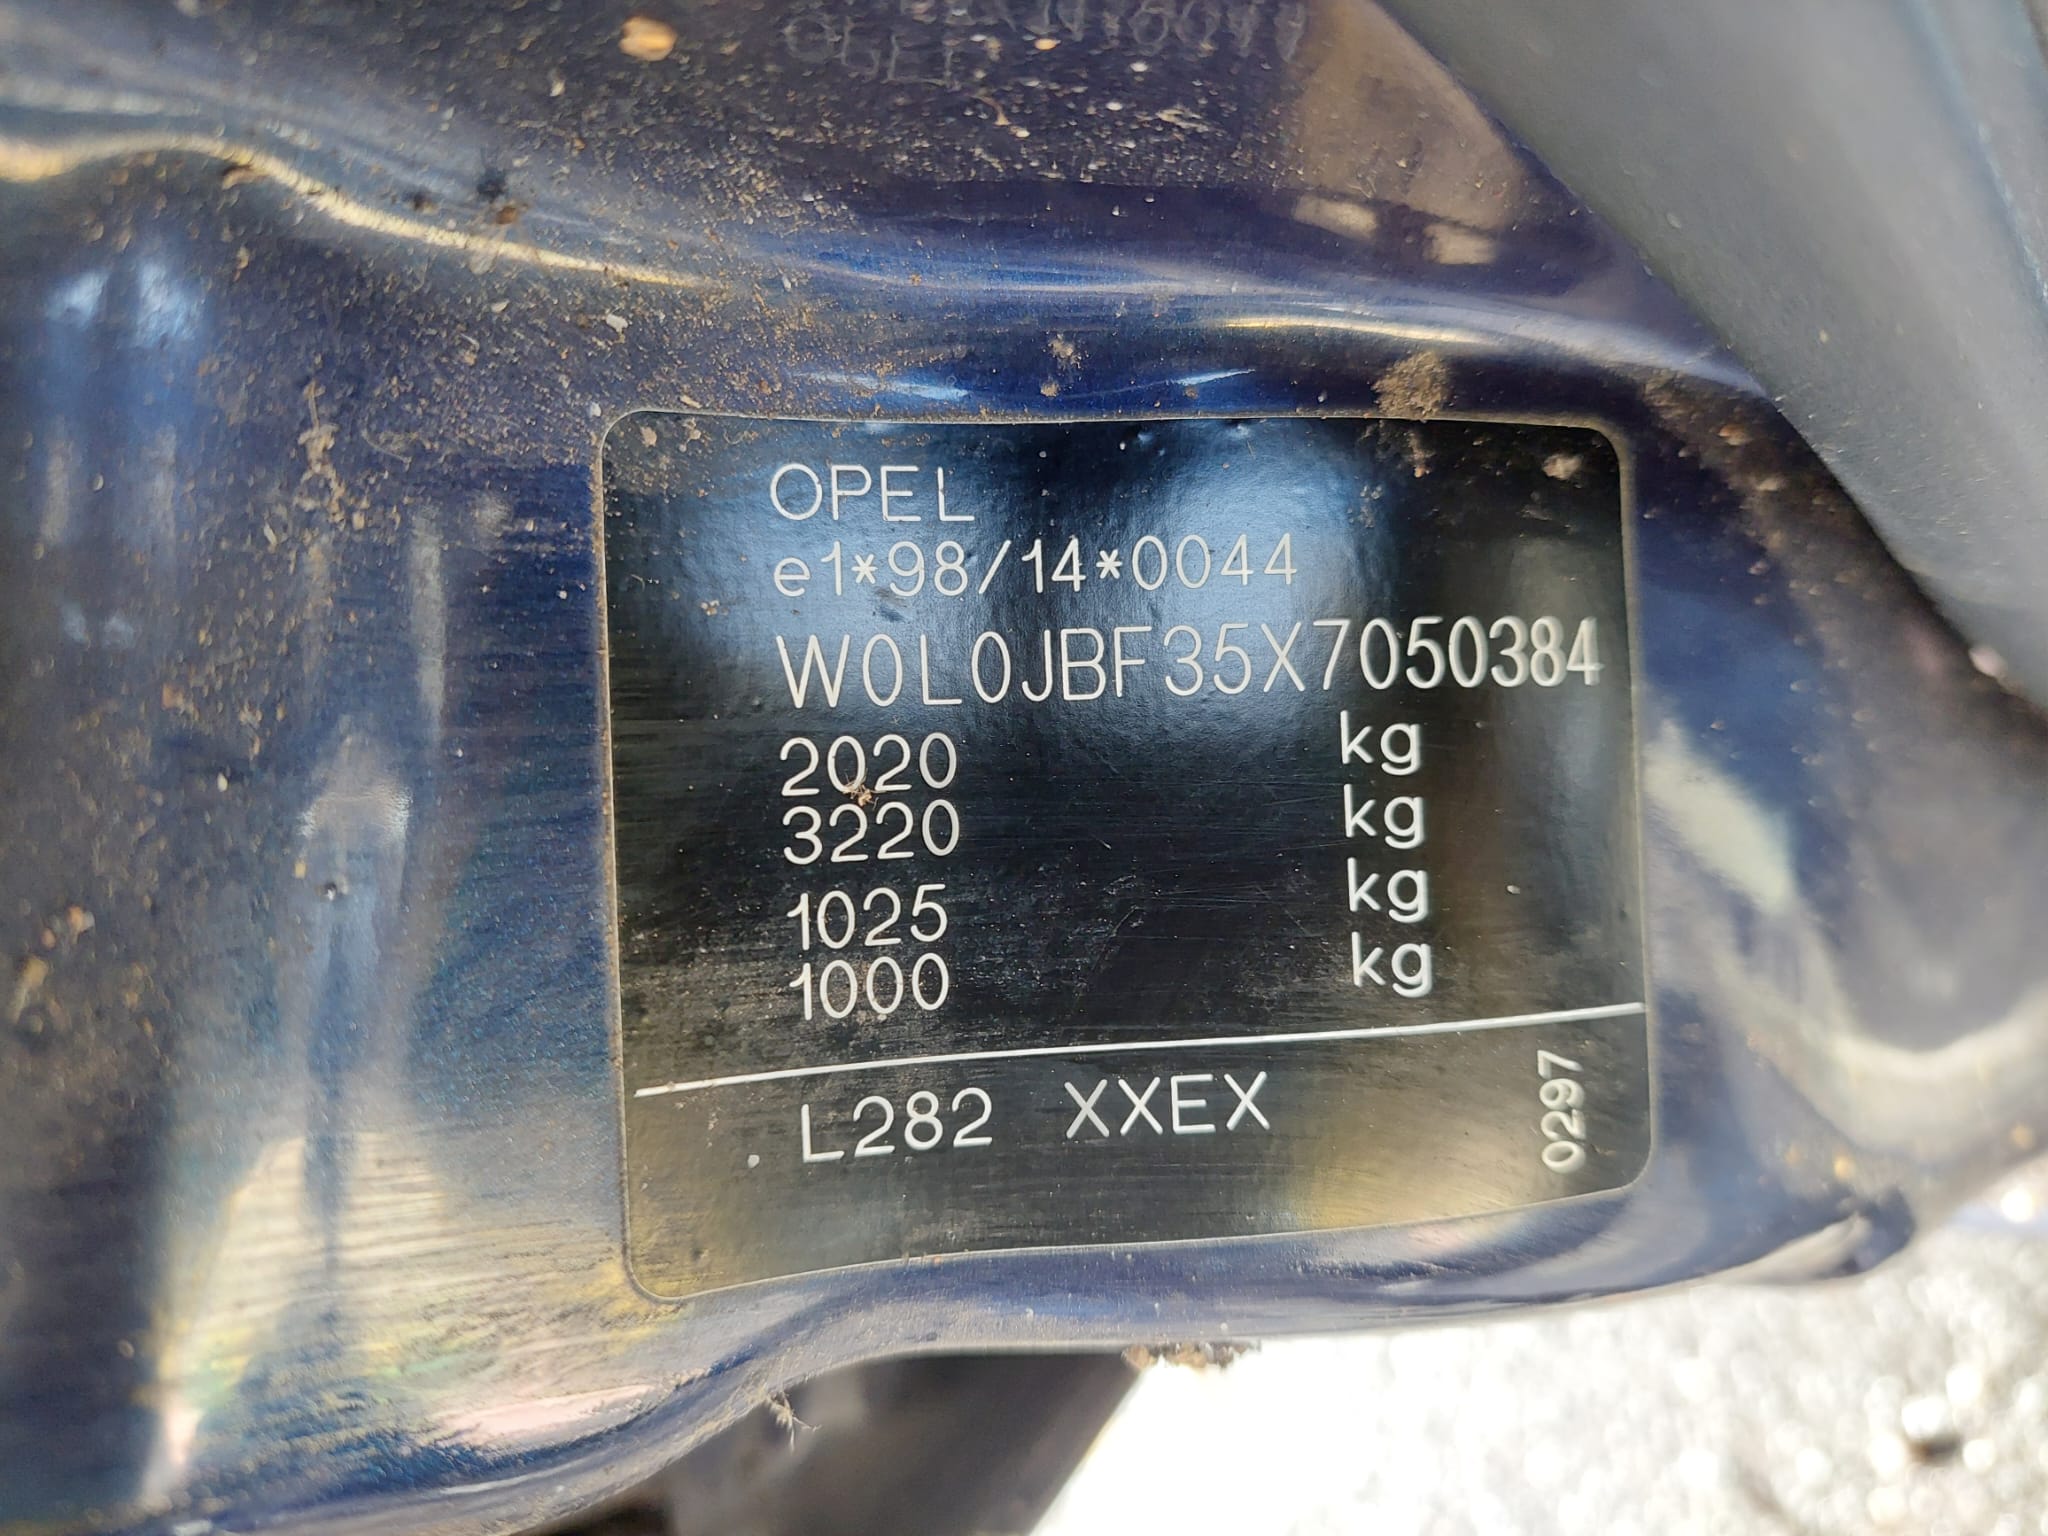 OPEL
e1*98/14*0044
W0L0JBF35X7050384
2020 kg
3220 kg
1025 kg
1000 kg
L282 XXEX
0297